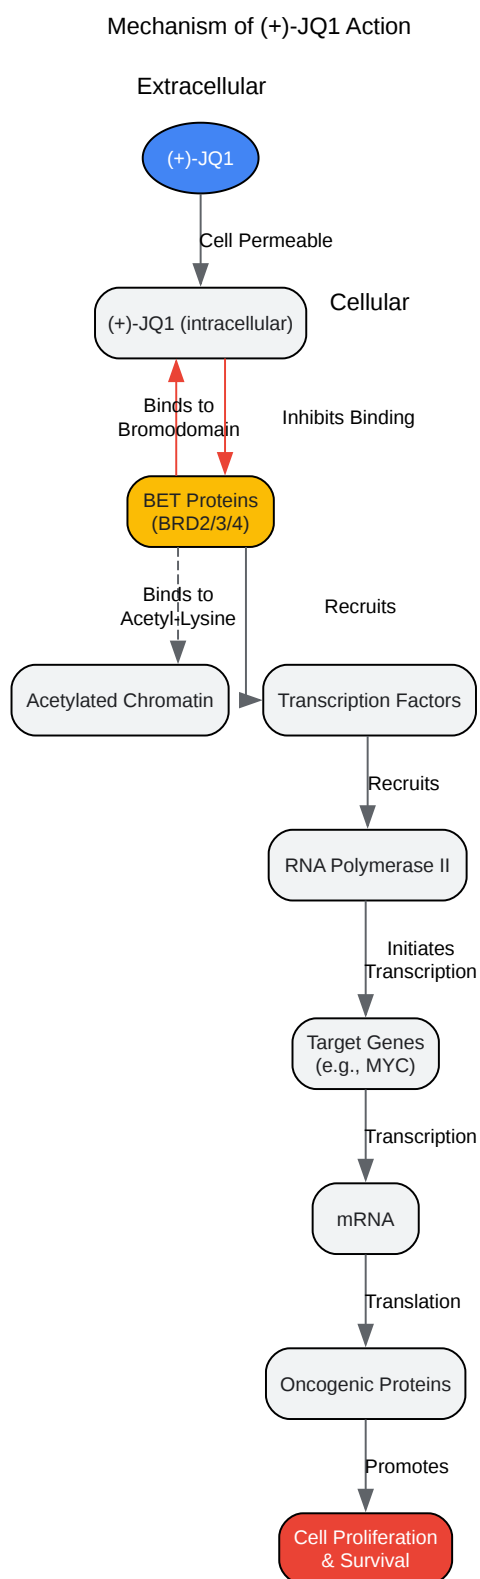 Mechanism of (+)-JQ1 Action
Extracellular
(+)-JQ1
Cell Permeable
Cellular
(+)-JQ1 (intracellular)
Binds to
Bromodomain
Inhibits Binding
BET Proteins
(BRD2/3/4)
Binds to
Acetyl-Lysine
Recruits
Acetylated Chromatin
Transcription Factors
Recruits
RNA Polymerase II
Initiates
Transcription
Target Genes
(e.g., MYC)
Transcription
mRNA
Translation
Oncogenic Proteins
Promotes
Cell Proliferation
& Survival